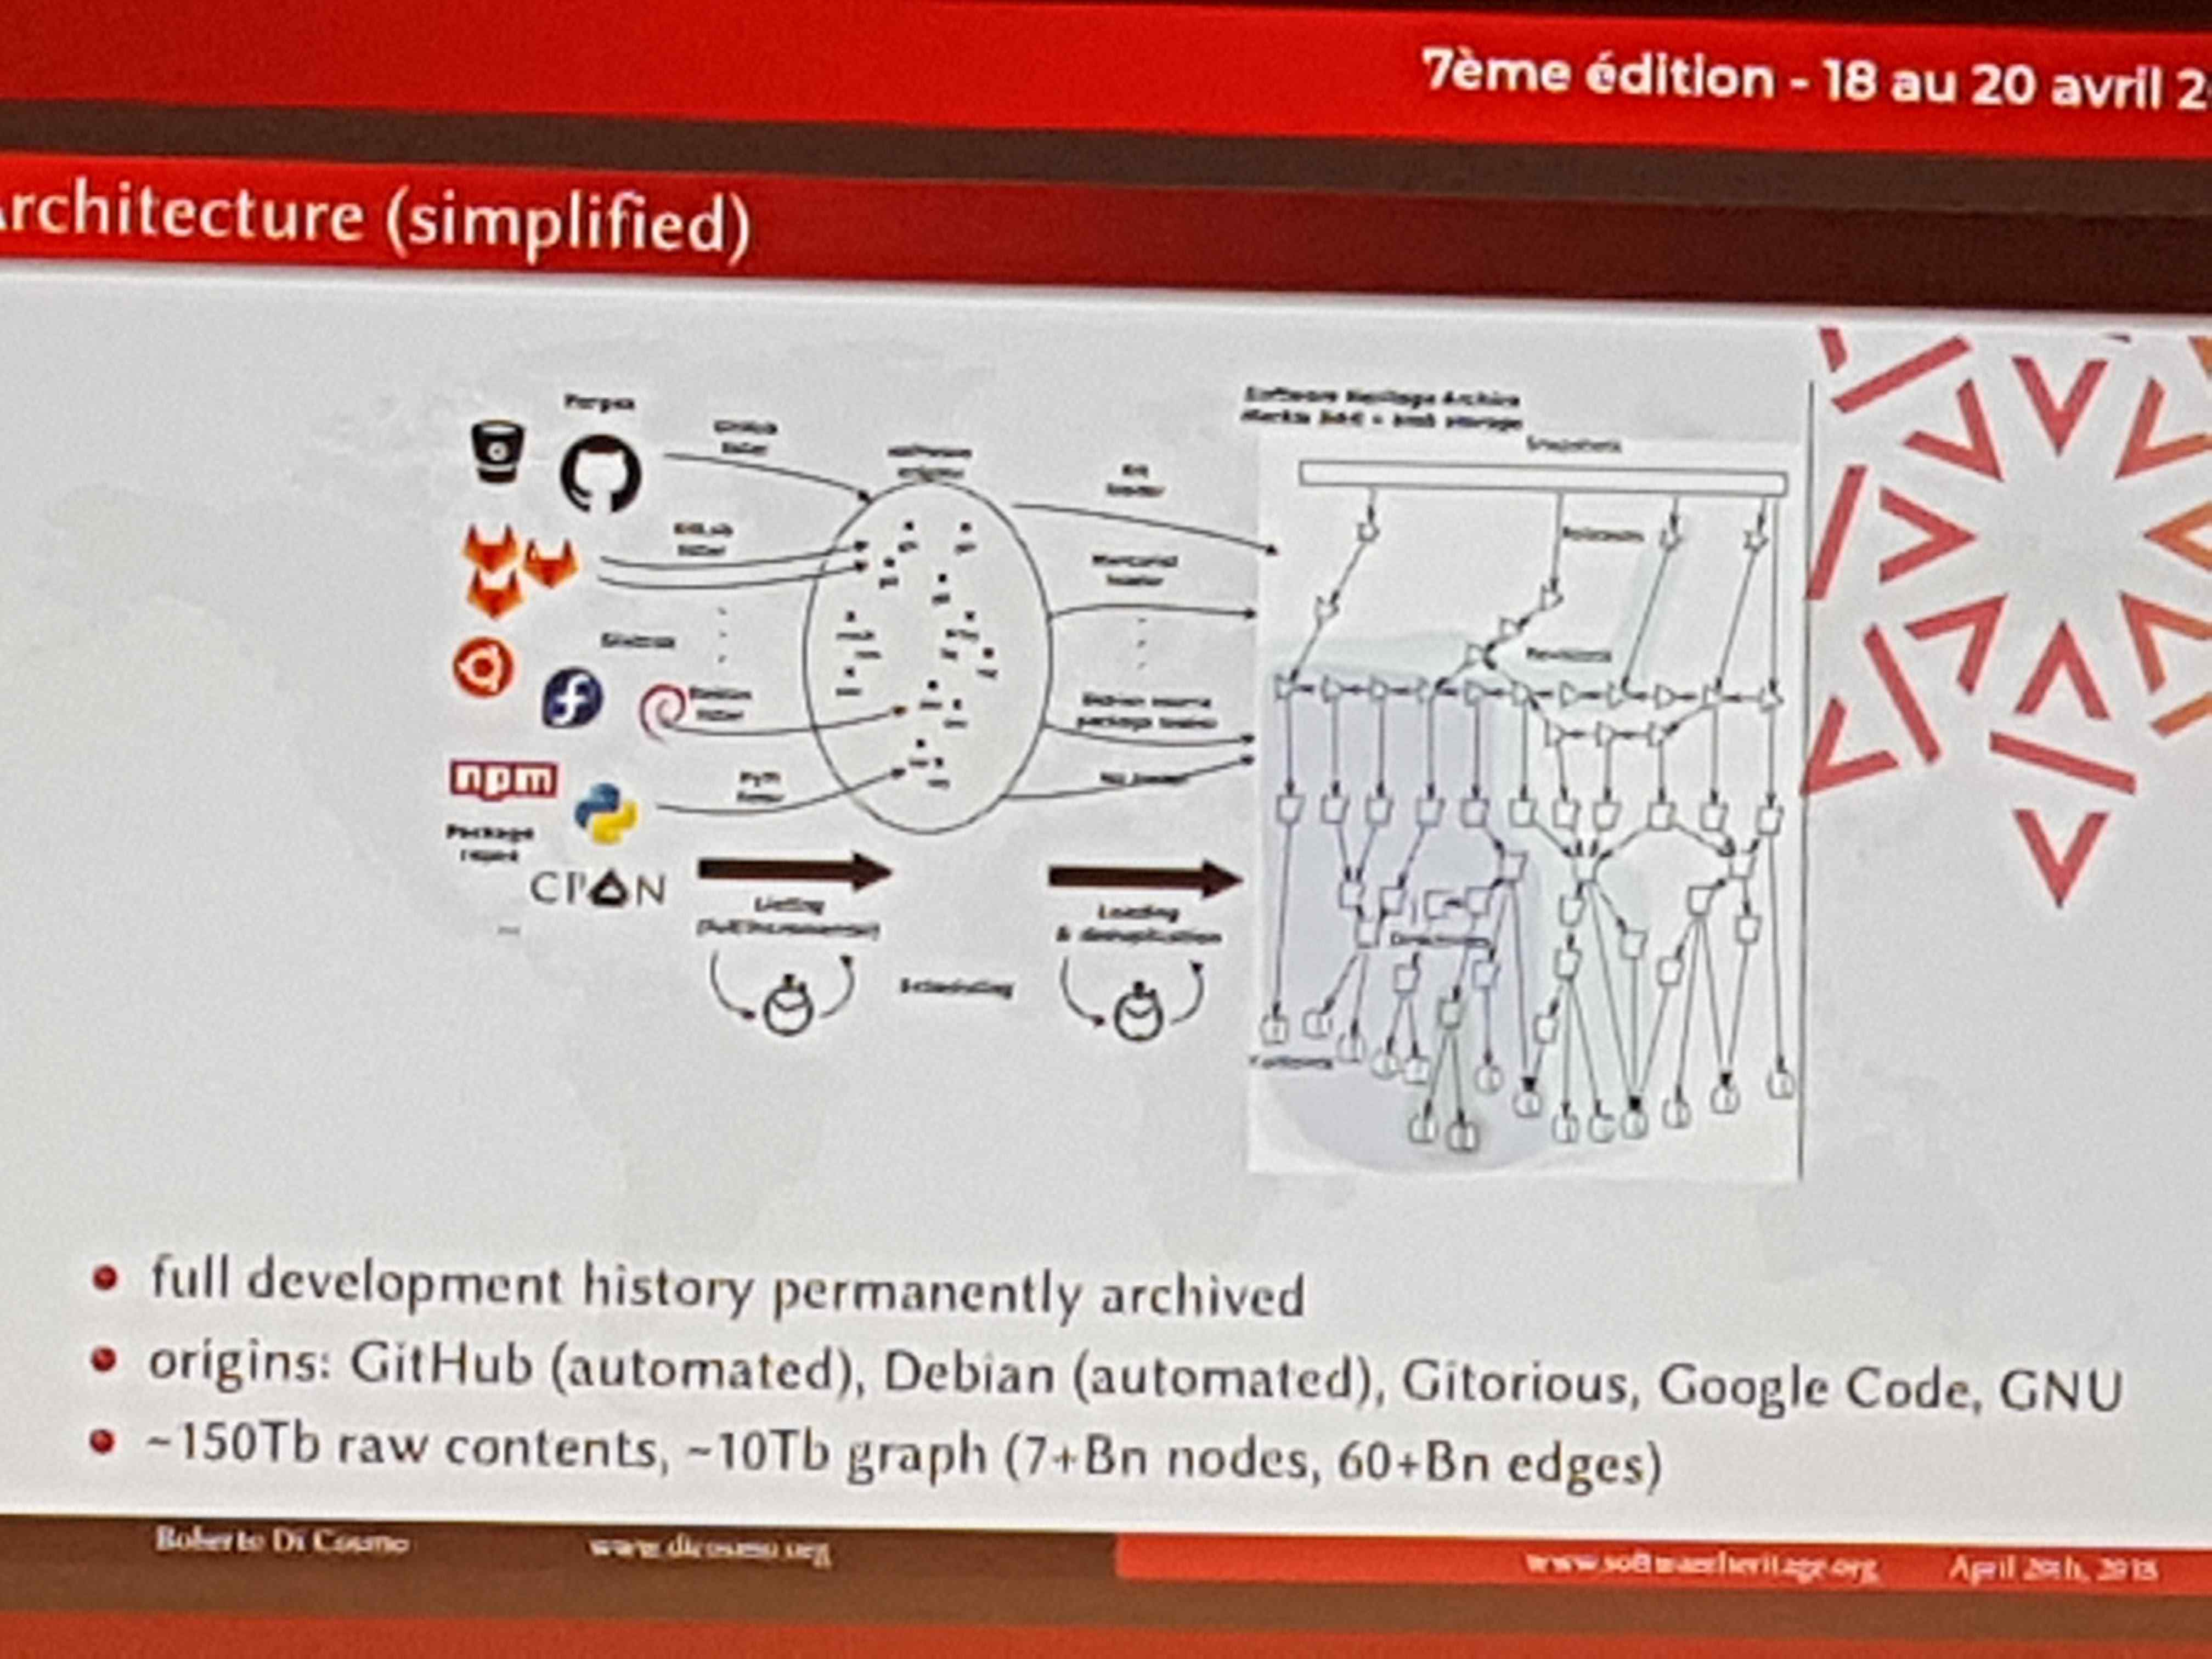 7ème édition - 18 au 20 avril 2
rchitecture (simplified)
Forges
GitHub
lister
software
origins
Git
loader
Software Heritage Archive
Merkle DAG + blob storage
Snapshots
GitLab
lister
Releases
Mercurial
loader
Distros
Revisions
Debian
lister
Debian source
package loader
npm
PyPI
lister
Package
repos
CPAN
Listing
(full/incremental)
Loading
& deduplication
Directories
Scheduling
Contents
• full development history permanently archived
• origins: GitHub (automated), Debian (automated), Gitorious, Google Code, GNU
• ~150Tb raw contents, ~10Tb graph (7+Bn nodes, 60+Bn edges)
Roberto Di Cosmo
www.dicosmo.org
www.softwareheritage.org
April 20th, 2018